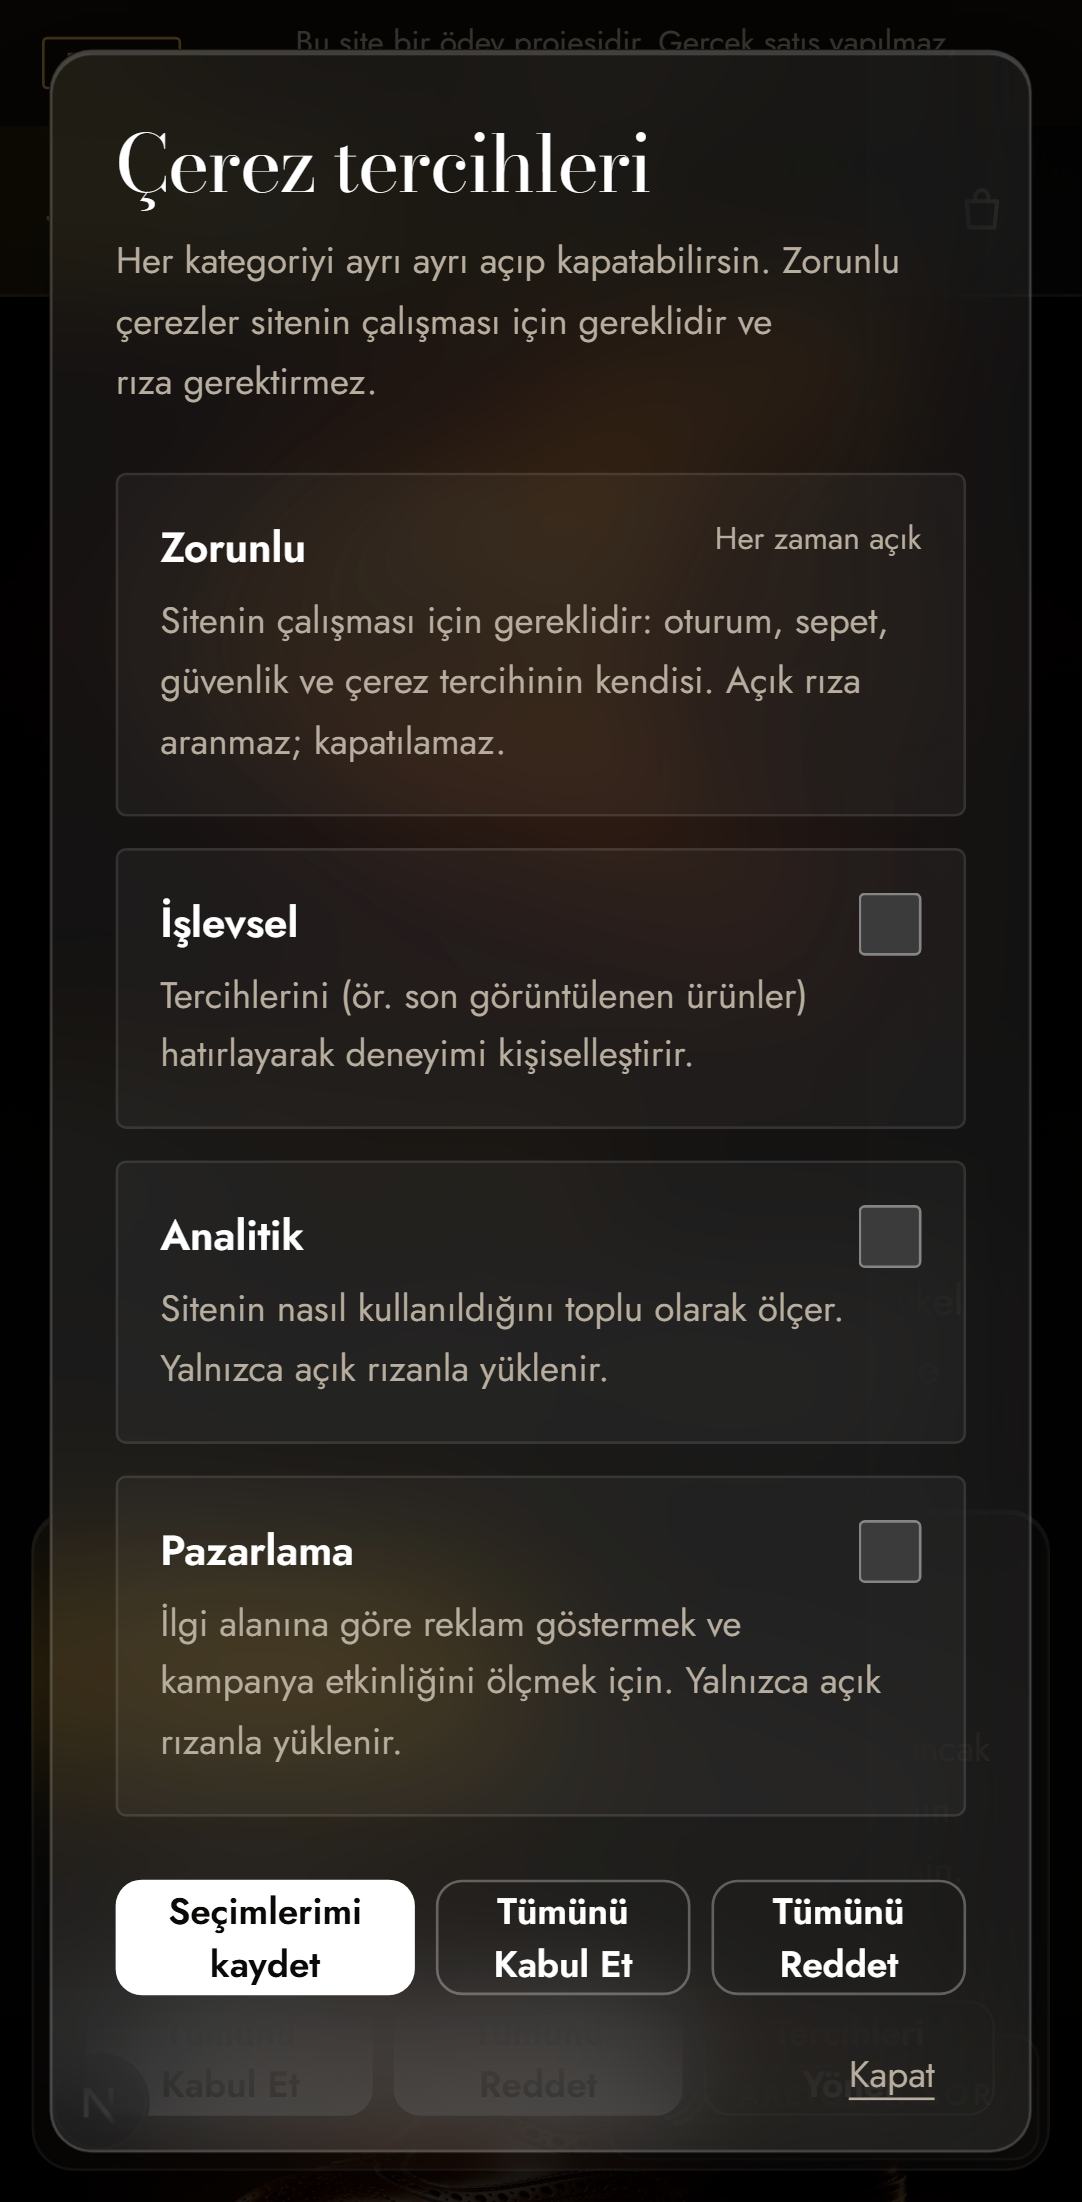 Bu site bir ödev projesidir. Gerçek satış yapılmaz,
Çerez tercihleri
Her kategoriyi ayrı ayrı açıp kapatabilirsin. Zorunlu
çerezler sitenin çalışması için gereklidir ve
rıza gerektirmez.
Zorunlu
Her zaman açık
Sitenin çalışması için gereklidir: oturum, sepet,
güvenlik ve çerez tercihinin kendisi. Açık rıza
aranmaz; kapatılamaz.
İşlevsel
Tercihlerini (ör. son görüntülenen ürünler)
hatırlayarak deneyimi kişiselleştirir.
Analitik
Sitenin nasıl kullanıldığını toplu olarak ölçer.
Yalnızca açık rızanla yüklenir.
Pazarlama
İlgi alanına göre reklam göstermek ve
kampanya etkinliğini ölçmek için. Yalnızca açık
rızanla yüklenir.
Seçimlerimi
kaydet
Tümünü
Kabul Et
Tümünü
Reddet
Tümünü
Kabul Et
Tümünü
Reddet
Tercihleri
Kapat
N